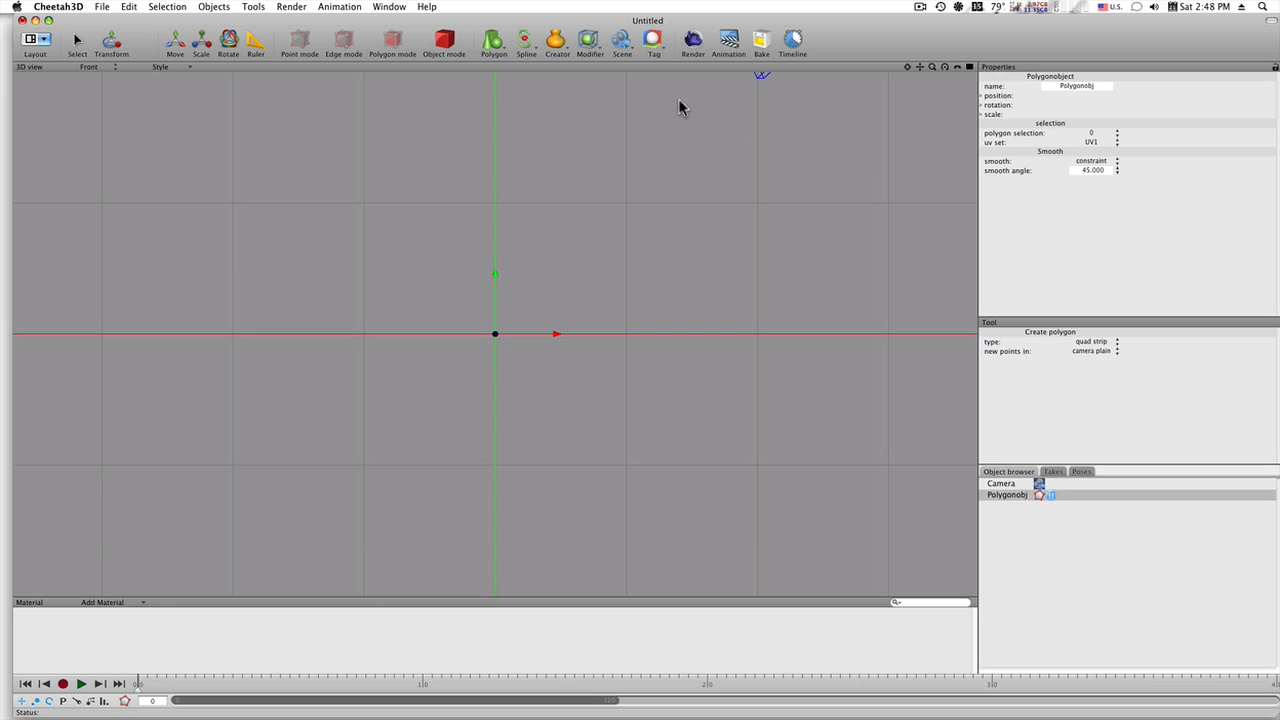 Cheetah3D File Edit Selection Objects Tools Render Animation Window Help 79° U.S. Sat 2:48 PM
Untitled
Layout Select Transform Move Scale Rotate Ruler Point mode Edge mode Polygon mode Object mode Polygon Spline Creator Modifier Scene Tag Render Animation Bake Timeline
3D view Front Style
Properties
Polygonobject
name: Polygonobj
position:
rotation:
scale:
selection
polygon selection: 0
uv set: UV1
Smooth
smooth: constraint
smooth angle: 45.000
Tool
Create polygon
type: quad strip
new points in: camera plain
Object browser Takes Poses
Camera
Polygonobj
Material Add Material
P 0 120
Status: